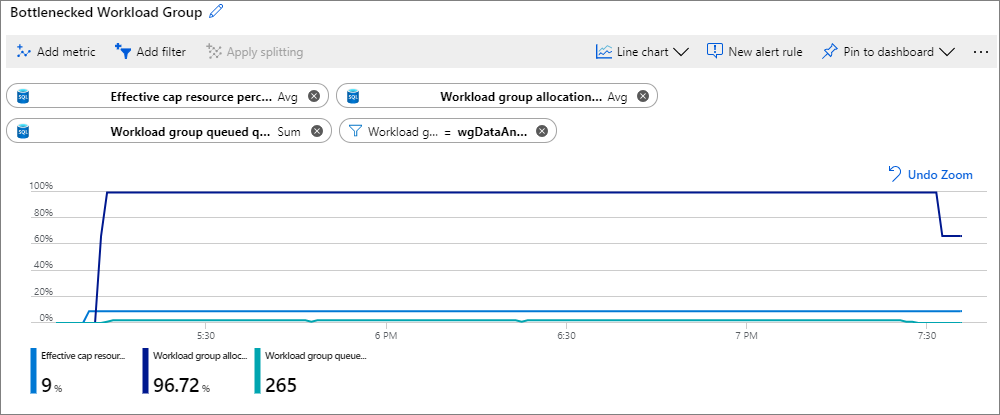 Bottlenecked Workload Group
Add metric Add filter Apply splitting Line chart New alert rule Pin to dashboard ...
SQL Effective cap resource perc... Avg SQL Workload group allocation... Avg
SQL Workload group queued q... Sum Workload g... = wgDataAn...
Undo Zoom
100%
80%
60%
40%
20%
0%
5:30 6 PM 6:30 7 PM 7:30
Effective cap resour... Workload group alloc... Workload group queue...
9 % 96.72 % 265